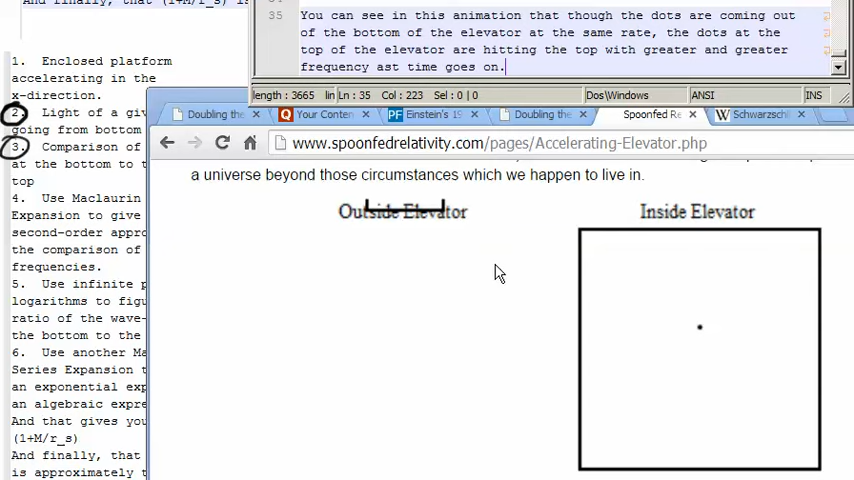 And finally, that (1+M/r_s) is
1. Enclosed platform
accelerating in the
x-direction.
2. Light of a giv
going from bottom
3. Comparison of
at the bottom to t
top
4. Use Maclaurin
Expansion to give
second-order appro
the comparison of
frequencies.
5. Use infinite p
logarithms to figu
ratio of the wave-
the bottom to the
6. Use another Ma
Series Expansion t
an exponential exp
an algebraic expre
And that gives you
(1+M/r_s)
And finally, that
is approximately t
35 You can see in this animation that though the dots are coming out
of the bottom of the elevator at the same rate, the dots at the
top of the elevator are hitting the top with greater and greater
frequency ast time goes on.
length : 3665 Ln : 35 Col : 223 Sel : 0 | 0 Dos\Windows ANSI INS
Doubling the Your Conten Einstein's 19 Doubling the Spoonfed Re Schwarzschil
www.spoonfedrelativity.com/pages/Accelerating-Elevator.php
a universe beyond those circumstances which we happen to live in.
Outside Elevator Inside Elevator